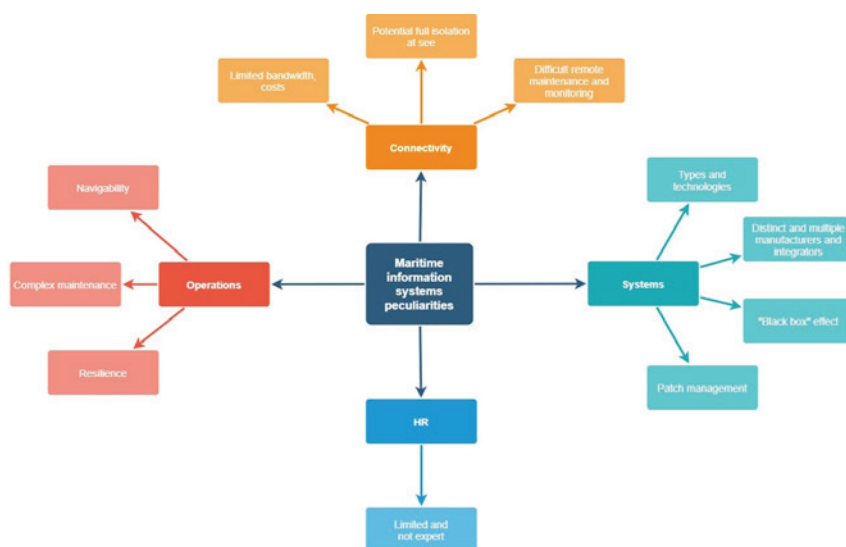 Potential full isolation
at see
Limited bandwidth,
costs
Difficult remote
maintenance and
monitoring
Connectivity
Navigability
Types and
technologies
Distinct and multiple
manufacturers and
integrators
Complex maintenance
Operations
Maritime
information
systems
peculiarities
Systems
"Black box" effect
Resilience
Patch management
HR
Limited and
not expert